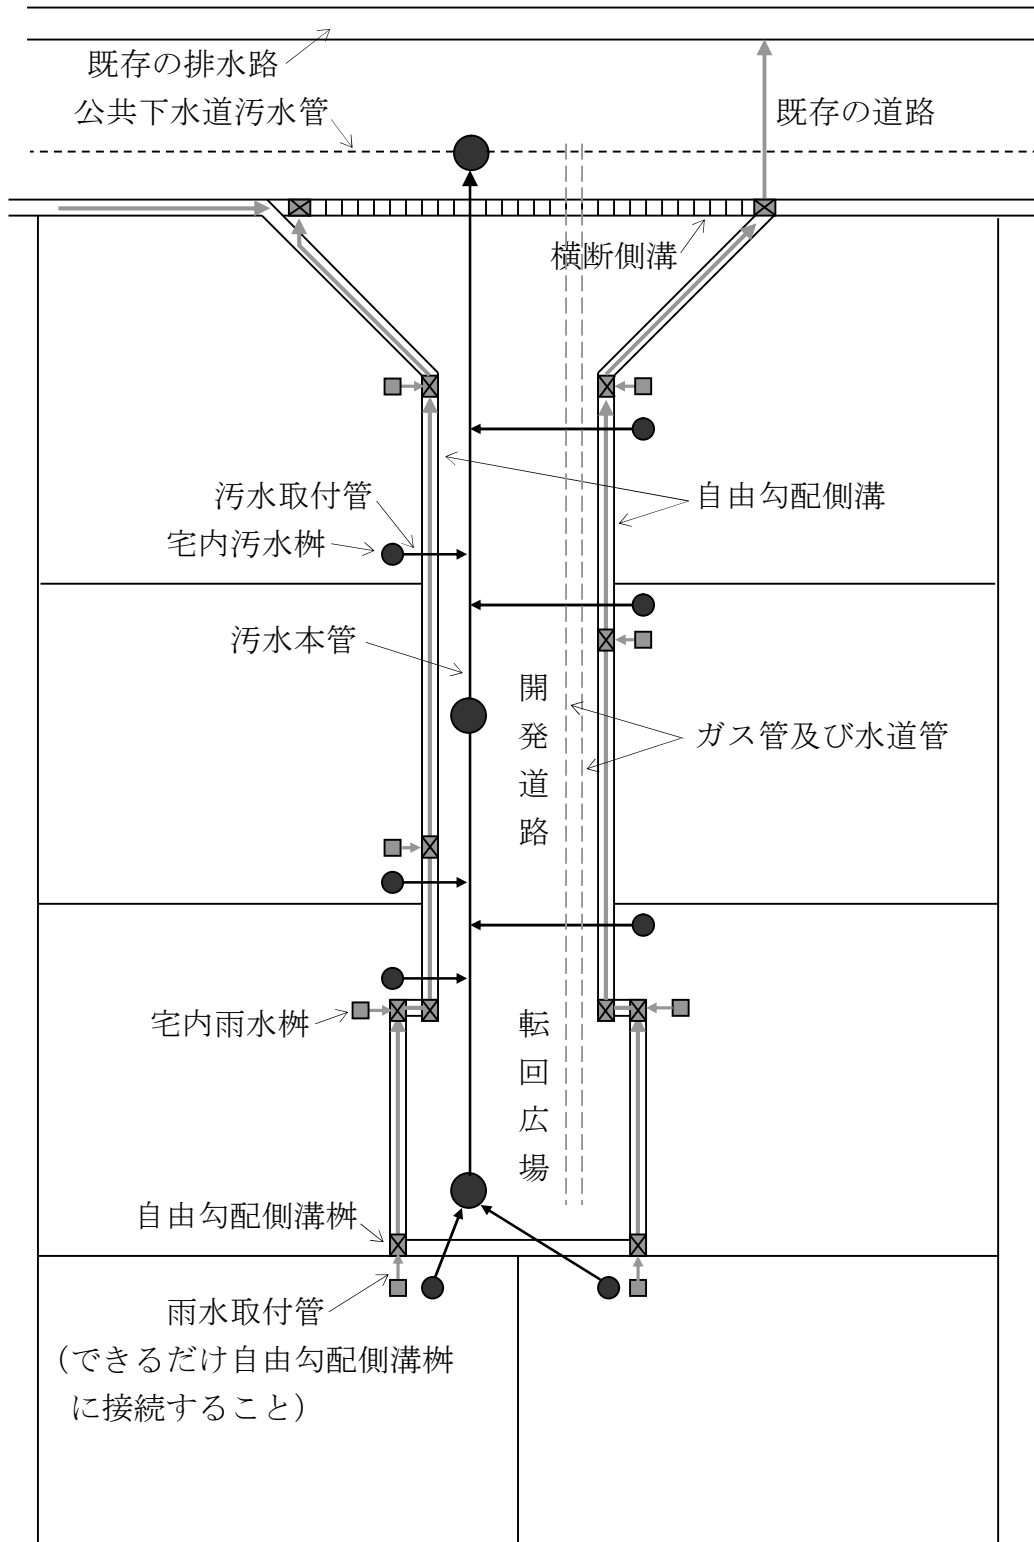 既存の排水路
公共下水道汚水管
既存の道路
横断側溝
汚水取付管
自由勾配側溝
宅内汚水桝
汚水本管
開発道路
ガス管及び水道管
宅内雨水桝
転回広場
自由勾配側溝桝
雨水取付管
（できるだけ自由勾配側溝桝
に接続すること）